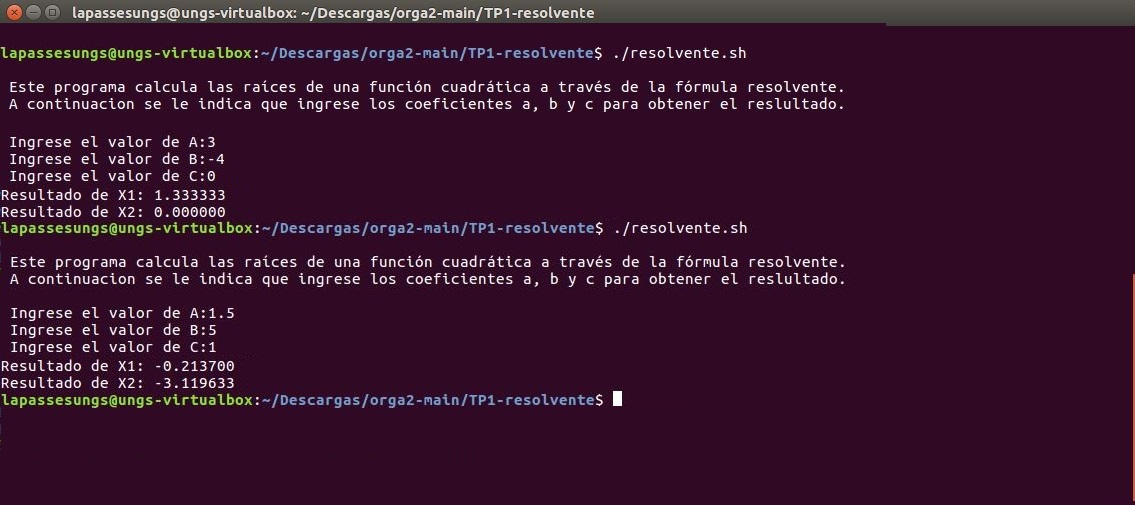 lapassesungs@ungs-virtualbox: ~/Descargas/orga2-main/TP1-resolvente
lapassesungs@ungs-virtualbox:~/Descargas/orga2-main/TP1-resolvente$ ./resolvente.sh
Este programa calcula las raíces de una función cuadrática a través de la fórmula resolvente.
A continuacion se le indica que ingrese los coeficientes a, b y c para obtener el reslultado.
Ingrese el valor de A:3
Ingrese el valor de B:-4
Ingrese el valor de C:0
Resultado de X1: 1.333333
Resultado de X2: 0.000000
lapassesungs@ungs-virtualbox:~/Descargas/orga2-main/TP1-resolvente$ ./resolvente.sh
Este programa calcula las raíces de una función cuadrática a través de la fórmula resolvente.
A continuacion se le indica que ingrese los coeficientes a, b y c para obtener el reslultado.
Ingrese el valor de A:1.5
Ingrese el valor de B:5
Ingrese el valor de C:1
Resultado de X1: -0.213700
Resultado de X2: -3.119633
lapassesungs@ungs-virtualbox:~/Descargas/orga2-main/TP1-resolvente$